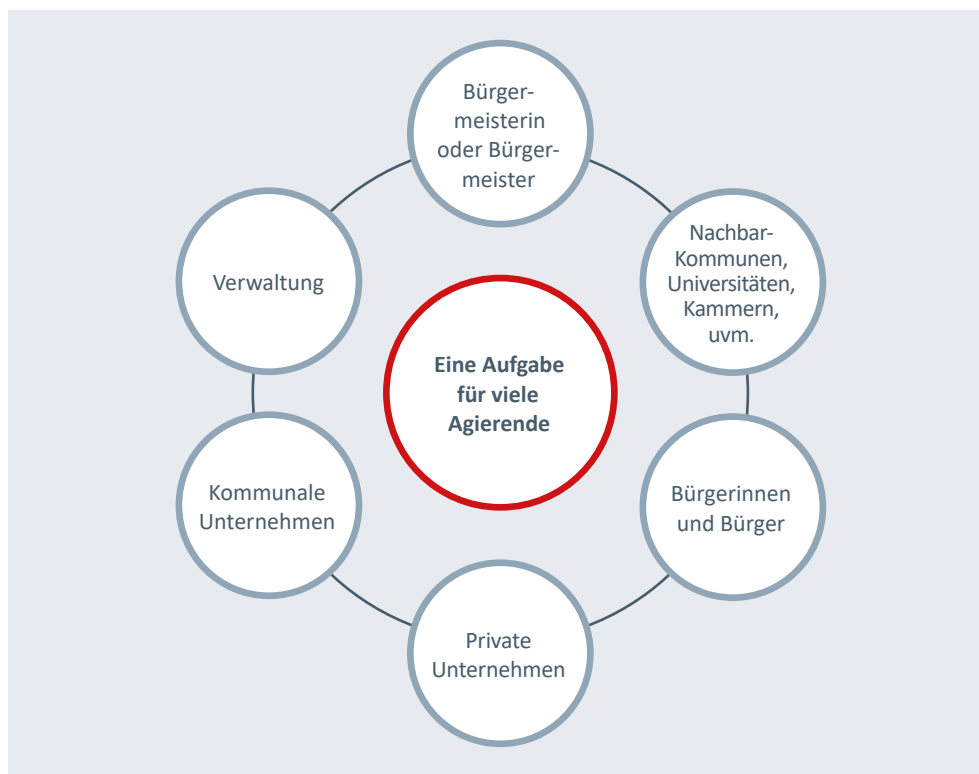 Bürger-
meisterin
oder Bürger-
meister
Nachbar-
Kommunen,
Universitäten,
Kammern,
uvm.
Verwaltung
Eine Aufgabe
für viele
Agierende
Kommunale
Unternehmen
Bürgerinnen
und Bürger
Private
Unternehmen